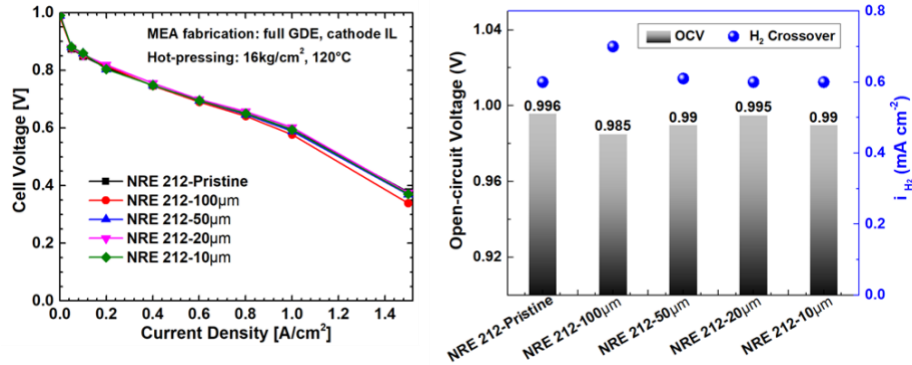 MEA fabrication: full GDE, cathode IL
Hot-pressing: 16kg/cm², 120°C
Cell Voltage [V]
1.0
0.8
0.6
0.4
0.2
0.0
NRE 212-Pristine
NRE 212-100µm
NRE 212-50µm
NRE 212-20µm
NRE 212-10µm
0.0 0.2 0.4 0.6 0.8 1.0 1.2 1.4
Current Density [A/cm²]
OCV H₂ Crossover
Open-circuit Voltage (V)
1.04
1.00
0.96
0.92
0.996
0.985
0.99
0.995
0.99
0.8
0.6
0.4
0.2
0.0
i H₂ (mA cm⁻²)
NRE 212-Pristine
NRE 212-100µm
NRE 212-50µm
NRE 212-20µm
NRE 212-10µm